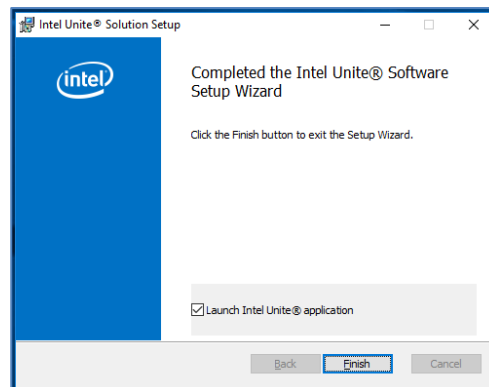 Intel Unite® Solution Setup
intel
Completed the Intel Unite® Software
Setup Wizard
Click the Finish button to exit the Setup Wizard.
Launch Intel Unite® application
Back Finish Cancel